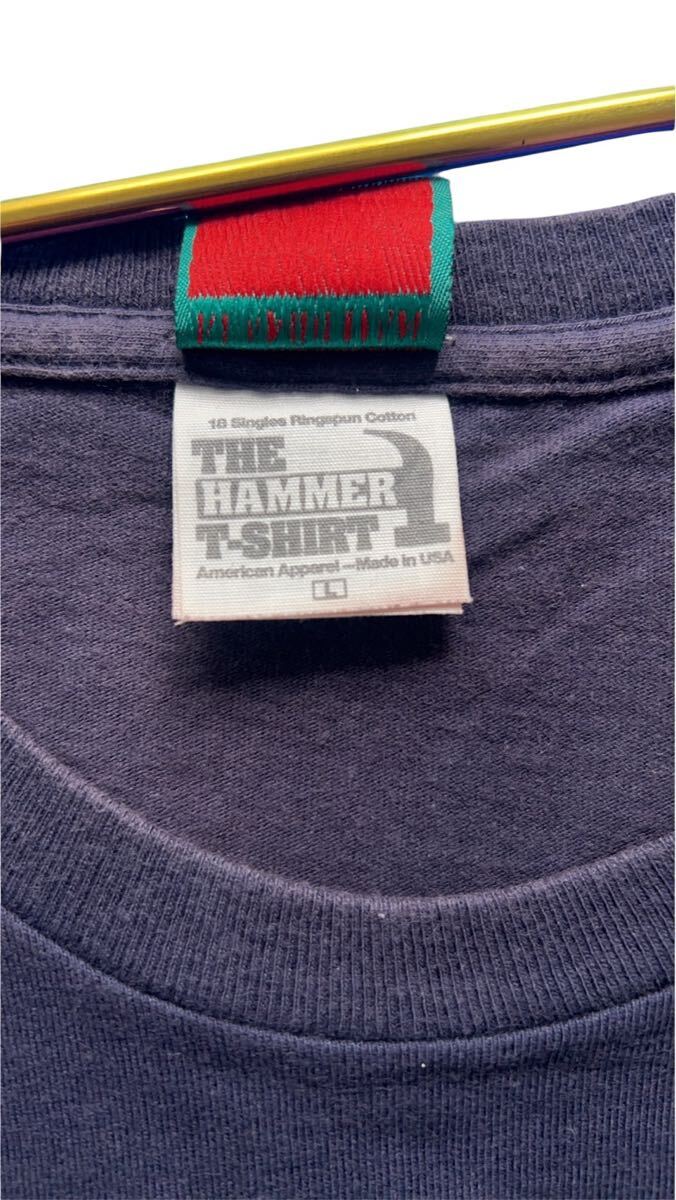 18 Singles Ringspun Cotton
THE
HAMMER
T-SHIRT
American Apparel—Made in USA
L